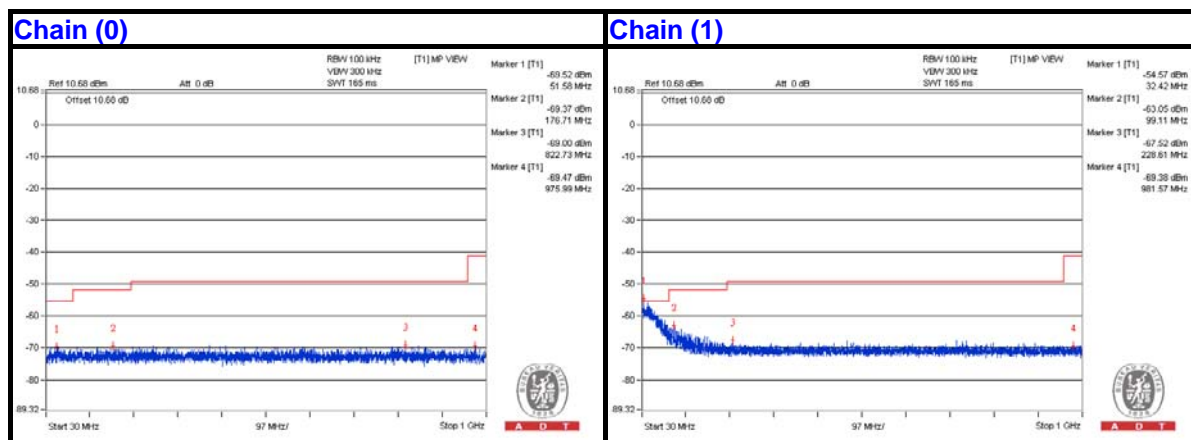 Chain (0)
RBW 100 kHz
[T1] MP VIEW
VBW 300 kHz
Ref 10.68 dBm
Att 0 dB
SWT 165 ms
Offset 10.68 dB
10.68
0
-10
-20
-30
-40
-50
-60
-70
-80
-89.32
Start 30 MHz
97 MHz/
Stop 1 GHz
1
2
3
4
Marker 1 [T1]
-69.52 dBm
51.58 MHz
Marker 2 [T1]
-69.37 dBm
176.71 MHz
Marker 3 [T1]
-69.00 dBm
822.73 MHz
Marker 4 [T1]
-69.47 dBm
975.99 MHz
BUREAU VERITAS
1828
A D T
Chain (1)
RBW 100 kHz
[T1] MP VIEW
VBW 300 kHz
Ref 10.68 dBm
Att 0 dB
SWT 165 ms
Offset 10.68 dB
10.68
0
-10
-20
-30
-40
-50
-60
-70
-80
-89.32
Start 30 MHz
97 MHz/
Stop 1 GHz
1
2
3
4
Marker 1 [T1]
-54.57 dBm
32.42 MHz
Marker 2 [T1]
-63.05 dBm
99.11 MHz
Marker 3 [T1]
-67.52 dBm
228.61 MHz
Marker 4 [T1]
-69.38 dBm
981.57 MHz
BUREAU VERITAS
1828
A D T